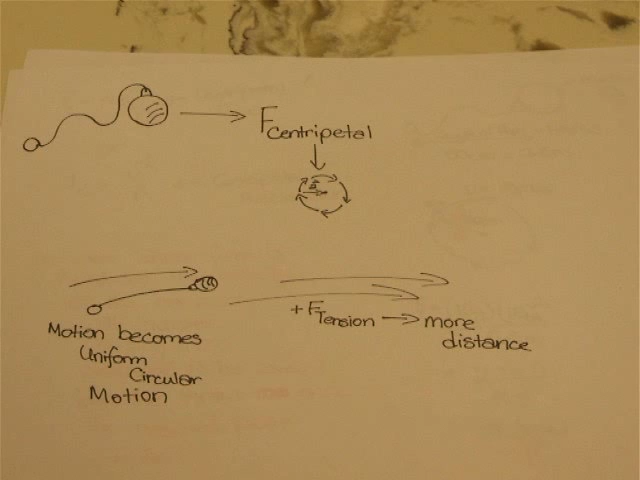 FCentripetal
a
+ FTension → more
distance
Motion becomes
Uniform
Circular
Motion